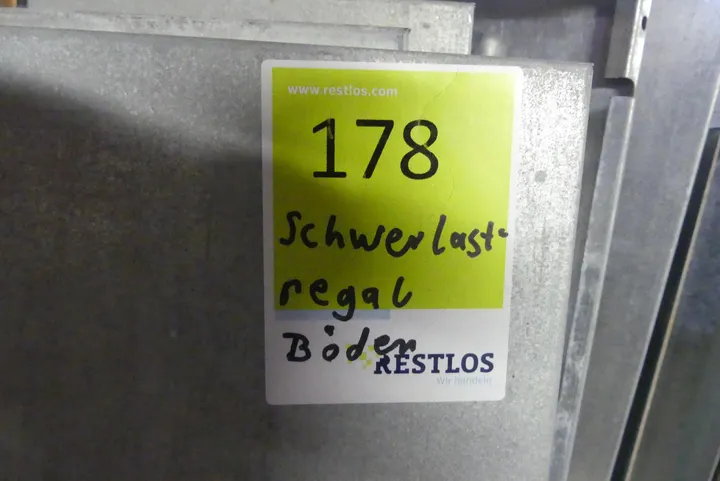 www.restlos.com
178
Schwerlast-
regal
Böden
RESTLOS
Wir handeln